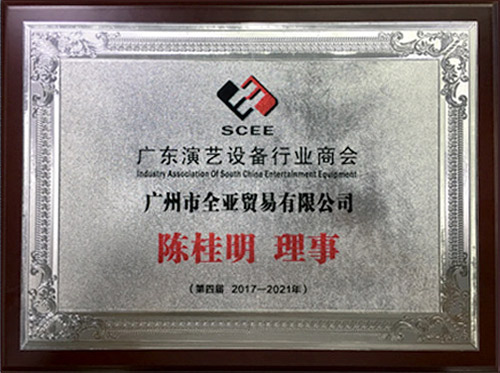 SCEE
广东演艺设备行业商会
Industry Association Of South China Entertainment Equipment
广州市全亚贸易有限公司
陈桂明 理事
(第四届 2017—2021年)